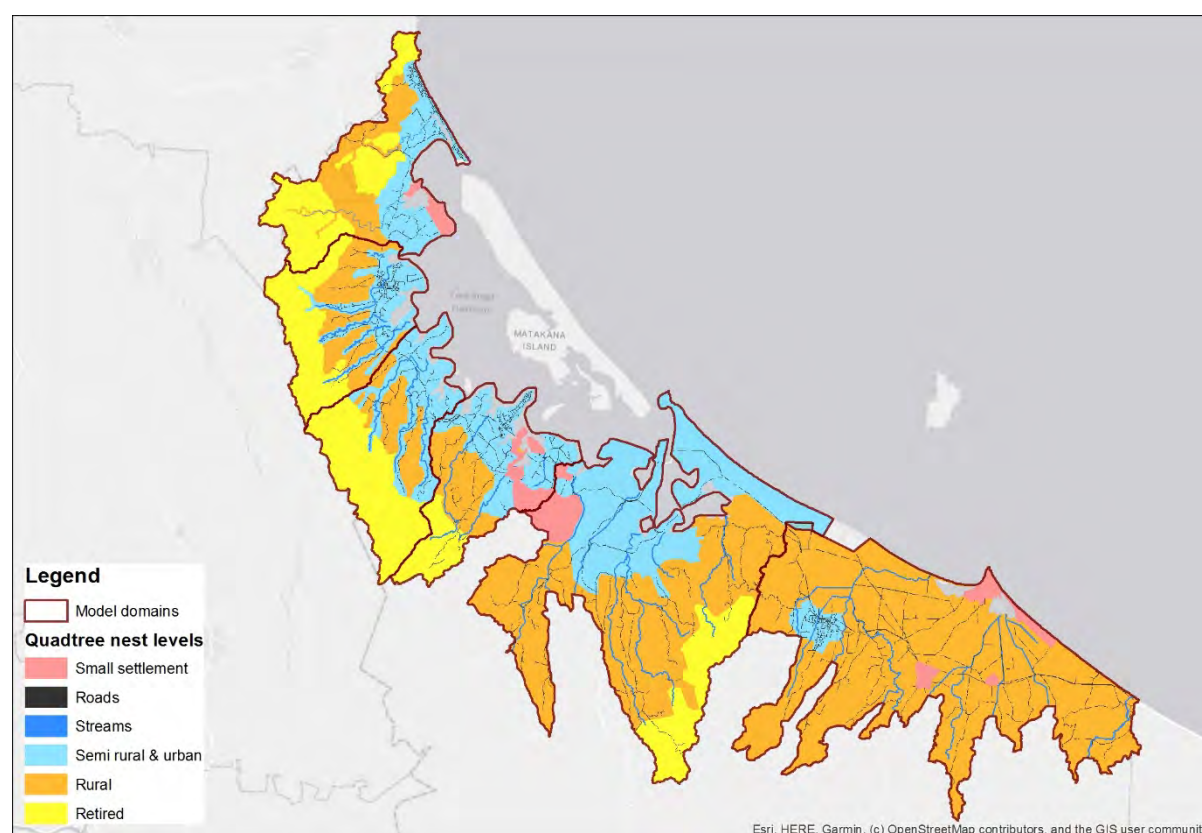 MATAKANA
ISLAND
Legend
Model domains
Quadtree nest levels
Small settlement
Roads
Streams
Semi rural & urban
Rural
Retired
Esri, HERE, Garmin, (c) OpenStreetMap contributors, and the GIS user communit